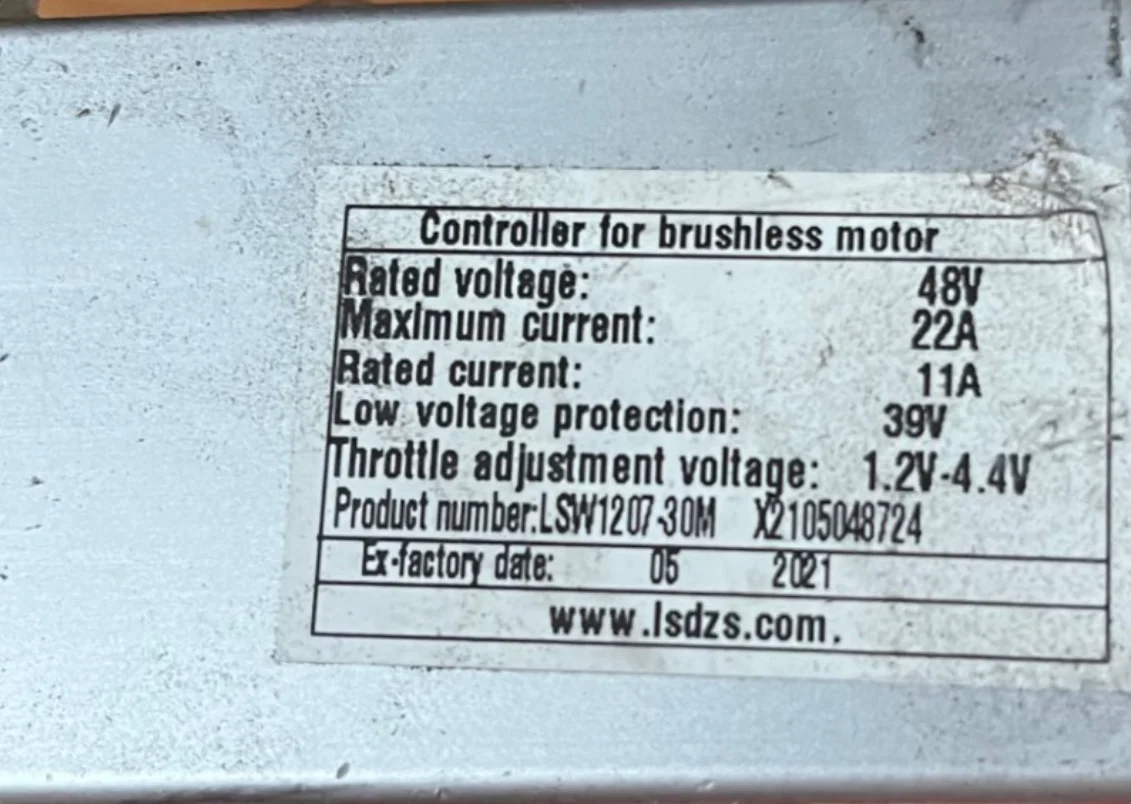 Controller for brushless motor
Rated voltage: 48V
Maximum current: 22A
Rated current: 11A
Low voltage protection: 39V
Throttle adjustment voltage: 1.2V-4.4V
Product number:LSW1207-30M X2105048724
Ex-factory date: 05 2021
www.lsdzs.com.